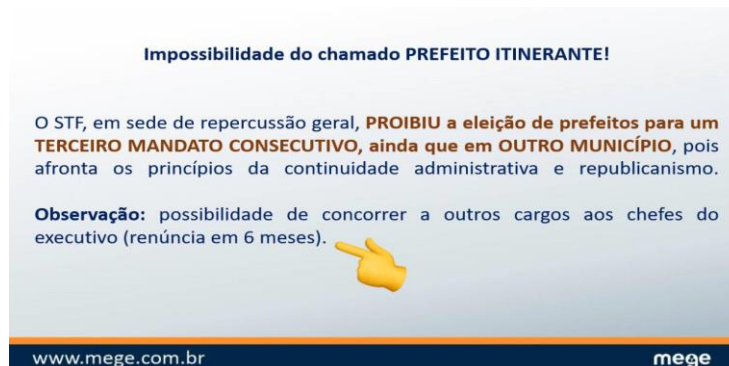 Impossibilidade do chamado PREFEITO ITINERANTE!
O STF, em sede de repercussão geral, PROIBIU a eleição de prefeitos para um
TERCEIRO MANDATO CONSECUTIVO, ainda que em OUTRO MUNICÍPIO, pois
afronta os princípios da continuidade administrativa e republicanismo.
Observação: possibilidade de concorrer a outros cargos aos chefes do
executivo (renúncia em 6 meses).
www.mege.com.br mege